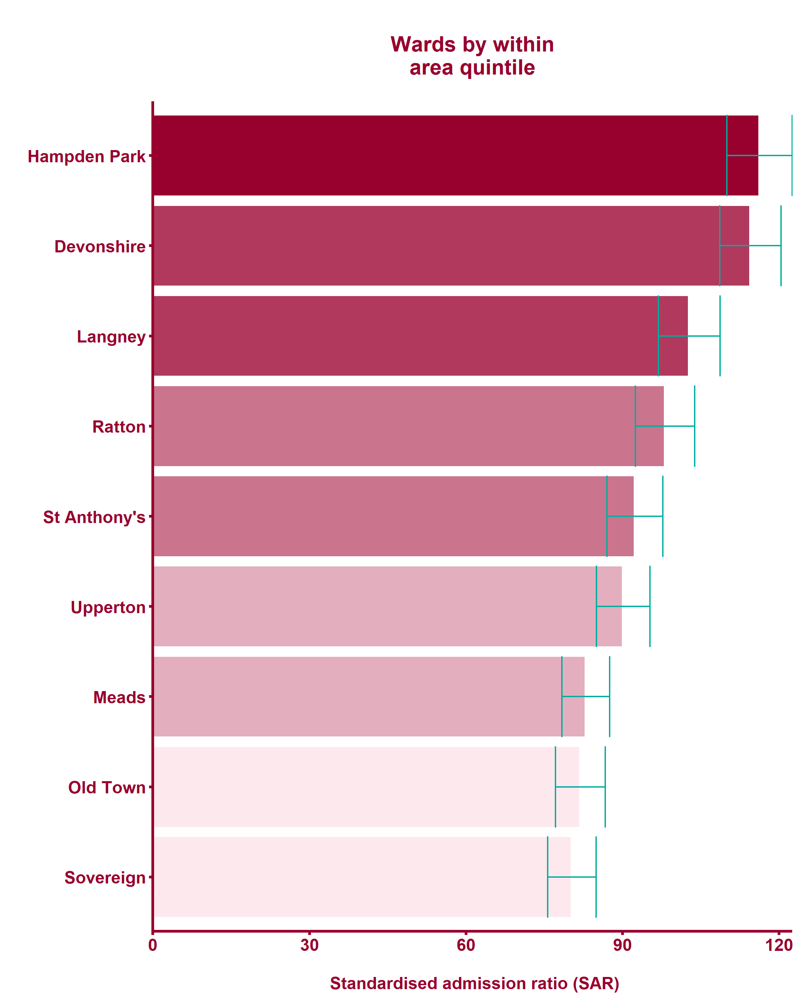 Wards by within
area quintile
Hampden Park
Devonshire
Langney
Ratton
St Anthony's
Upperton
Meads
Old Town
Sovereign
0 30 60 90 120
Standardised admission ratio (SAR)